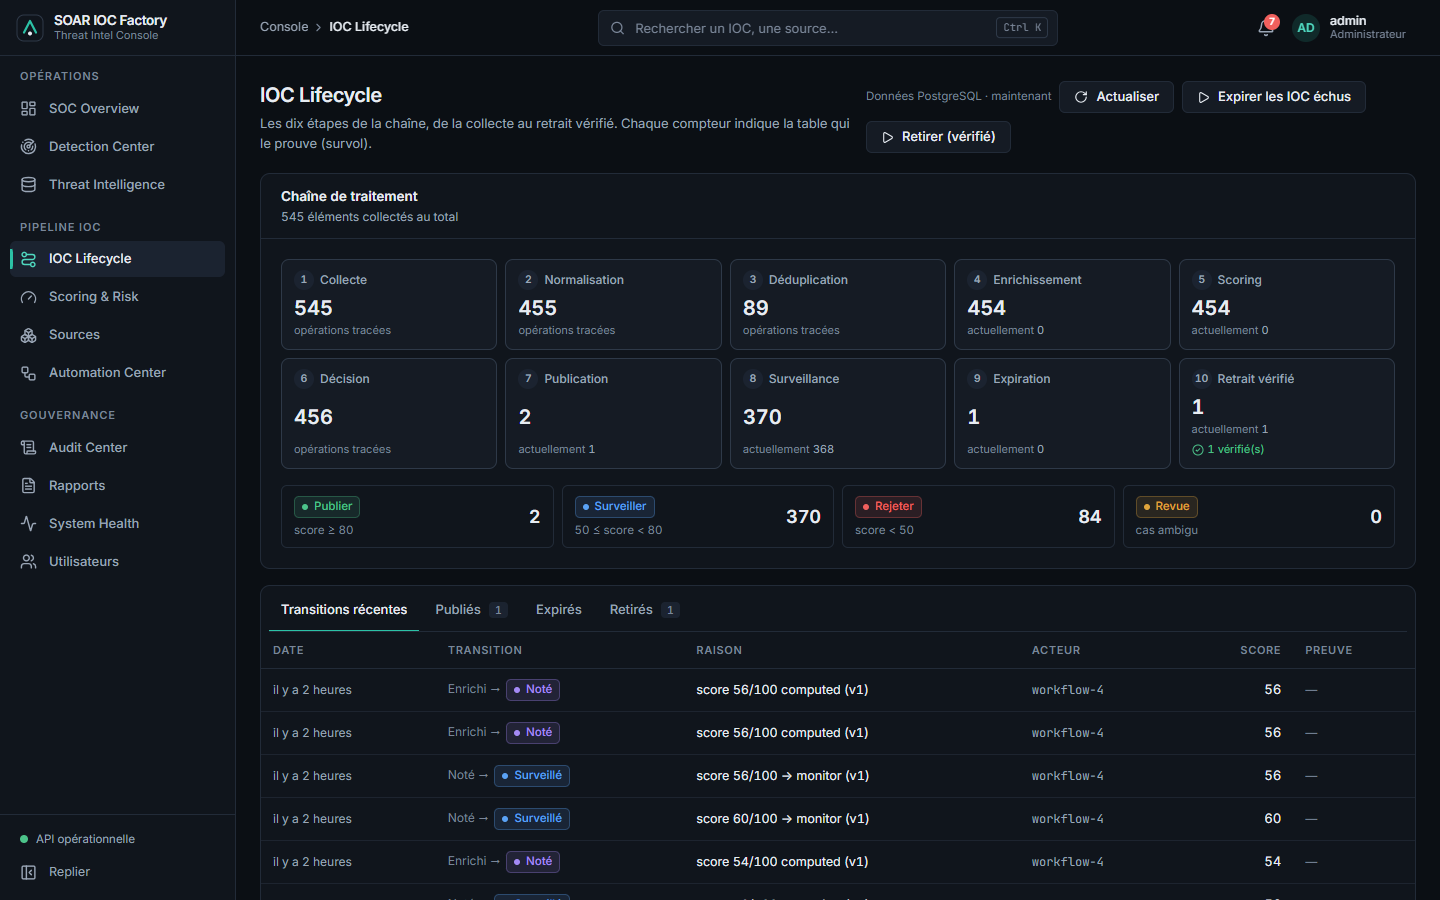 SOAR IOC Factory
Threat Intel Console
OPÉRATIONS
SOC Overview
Detection Center
Threat Intelligence
PIPELINE IOC
IOC Lifecycle
Scoring & Risk
Sources
Automation Center
GOUVERNANCE
Audit Center
Rapports
System Health
Utilisateurs
API opérationnelle
Replier
Console > IOC Lifecycle
Rechercher un IOC, une source... Ctrl K
7
AD
admin
Administrateur
IOC Lifecycle
Les dix étapes de la chaîne, de la collecte au retrait vérifié. Chaque compteur indique la table qui
le prouve (survol).
Données PostgreSQL · maintenant
Actualiser
Expirer les IOC échus
Retirer (vérifié)
Chaîne de traitement
545 éléments collectés au total
1 Collecte
545
opérations tracées
2 Normalisation
455
opérations tracées
3 Déduplication
89
opérations tracées
4 Enrichissement
454
actuellement 0
5 Scoring
454
actuellement 0
6 Décision
456
opérations tracées
7 Publication
2
actuellement 1
8 Surveillance
370
actuellement 368
9 Expiration
1
actuellement 0
10 Retrait vérifié
1
actuellement 1
1 vérifié(s)
Publier
score ≥ 80
2
Surveiller
50 ≤ score < 80
370
Rejeter
score < 50
84
Revue
cas ambigu
0
Transitions récentes Publiés 1 Expirés Retirés 1
DATE TRANSITION RAISON ACTEUR SCORE PREUVE
il y a 2 heures Enrichi → Noté score 56/100 computed (v1) workflow-4 56 —
il y a 2 heures Enrichi → Noté score 56/100 computed (v1) workflow-4 56 —
il y a 2 heures Noté → Surveillé score 56/100 → monitor (v1) workflow-4 56 —
il y a 2 heures Noté → Surveillé score 60/100 → monitor (v1) workflow-4 60 —
il y a 2 heures Enrichi → Noté score 54/100 computed (v1) workflow-4 54 —